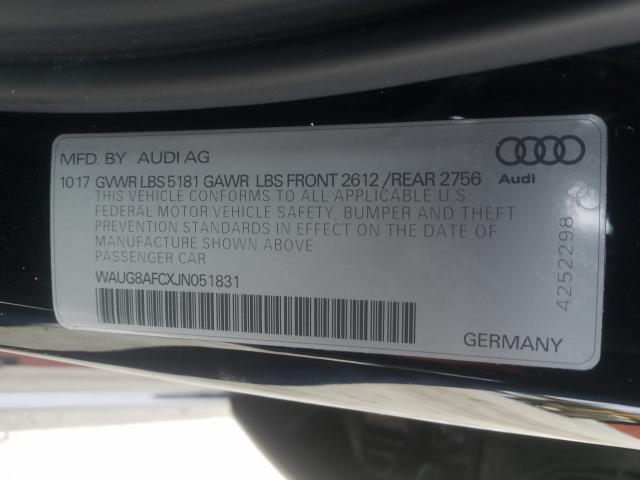 MFD. BY AUDI AG
Audi
10 17 GVWR LBS 5181 GAWR LBS FRONT 2612 /REAR 2756
THIS VEHICLE CONFORMS TO ALL APPLICABLE U.S.
FEDERAL MOTOR VEHICLE SAFETY, BUMPER AND THEFT
PREVENTION STANDARDS IN EFFECT ON THE DATE OF
MANUFACTURE SHOWN ABOVE
PASSENGER CAR
WAUG8AFCXJN051831
4252298
GERMANY